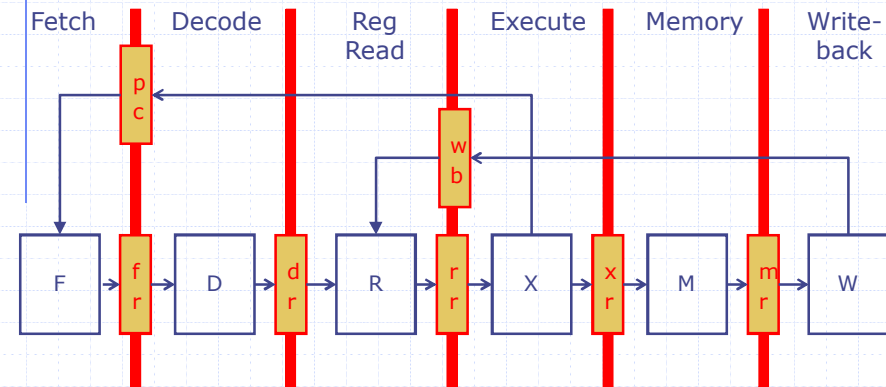 Fetch
Decode
Reg
Read
Execute
Memory
Write-
back
p
c
w
b
F
f
r
D
d
r
R
r
r
X
x
r
M
m
r
W